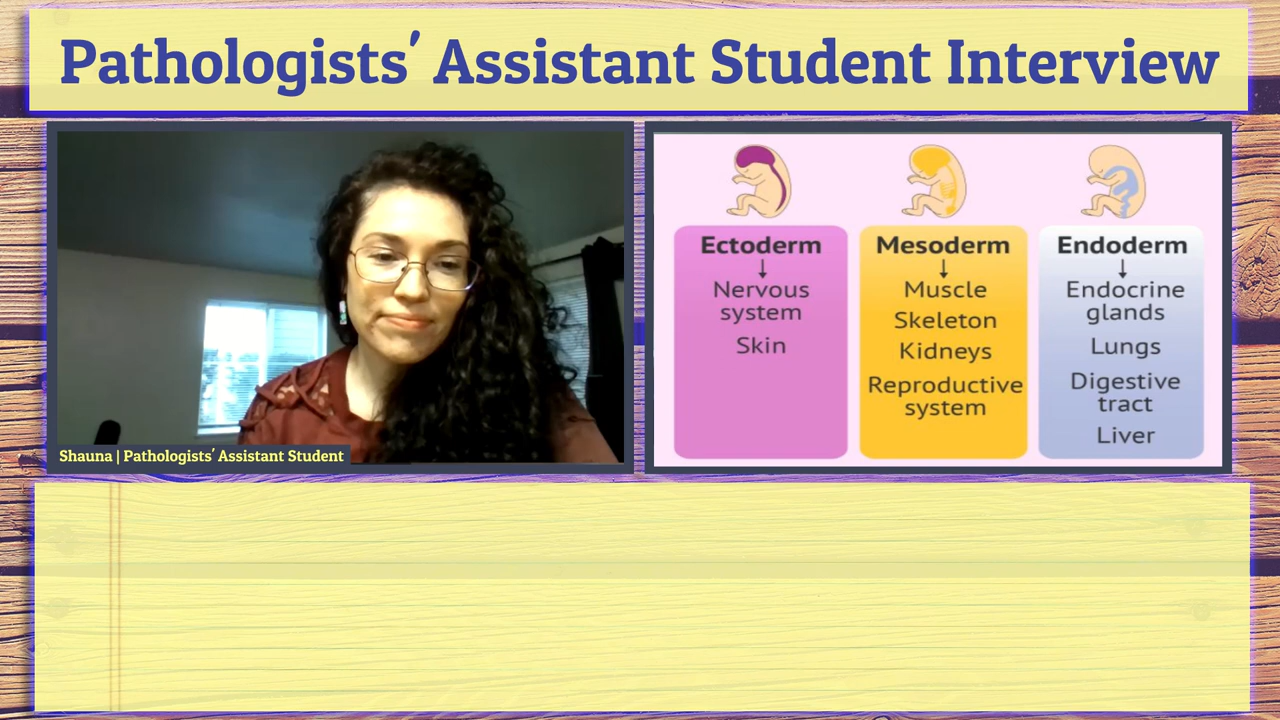 Pathologists' Assistant Student Interview
Shauna | Pathologists' Assistant Student
Ectoderm
Nervous
system
Skin
Mesoderm
Muscle
Skeleton
Kidneys
Reproductive
system
Endoderm
Endocrine
glands
Lungs
Digestive
tract
Liver